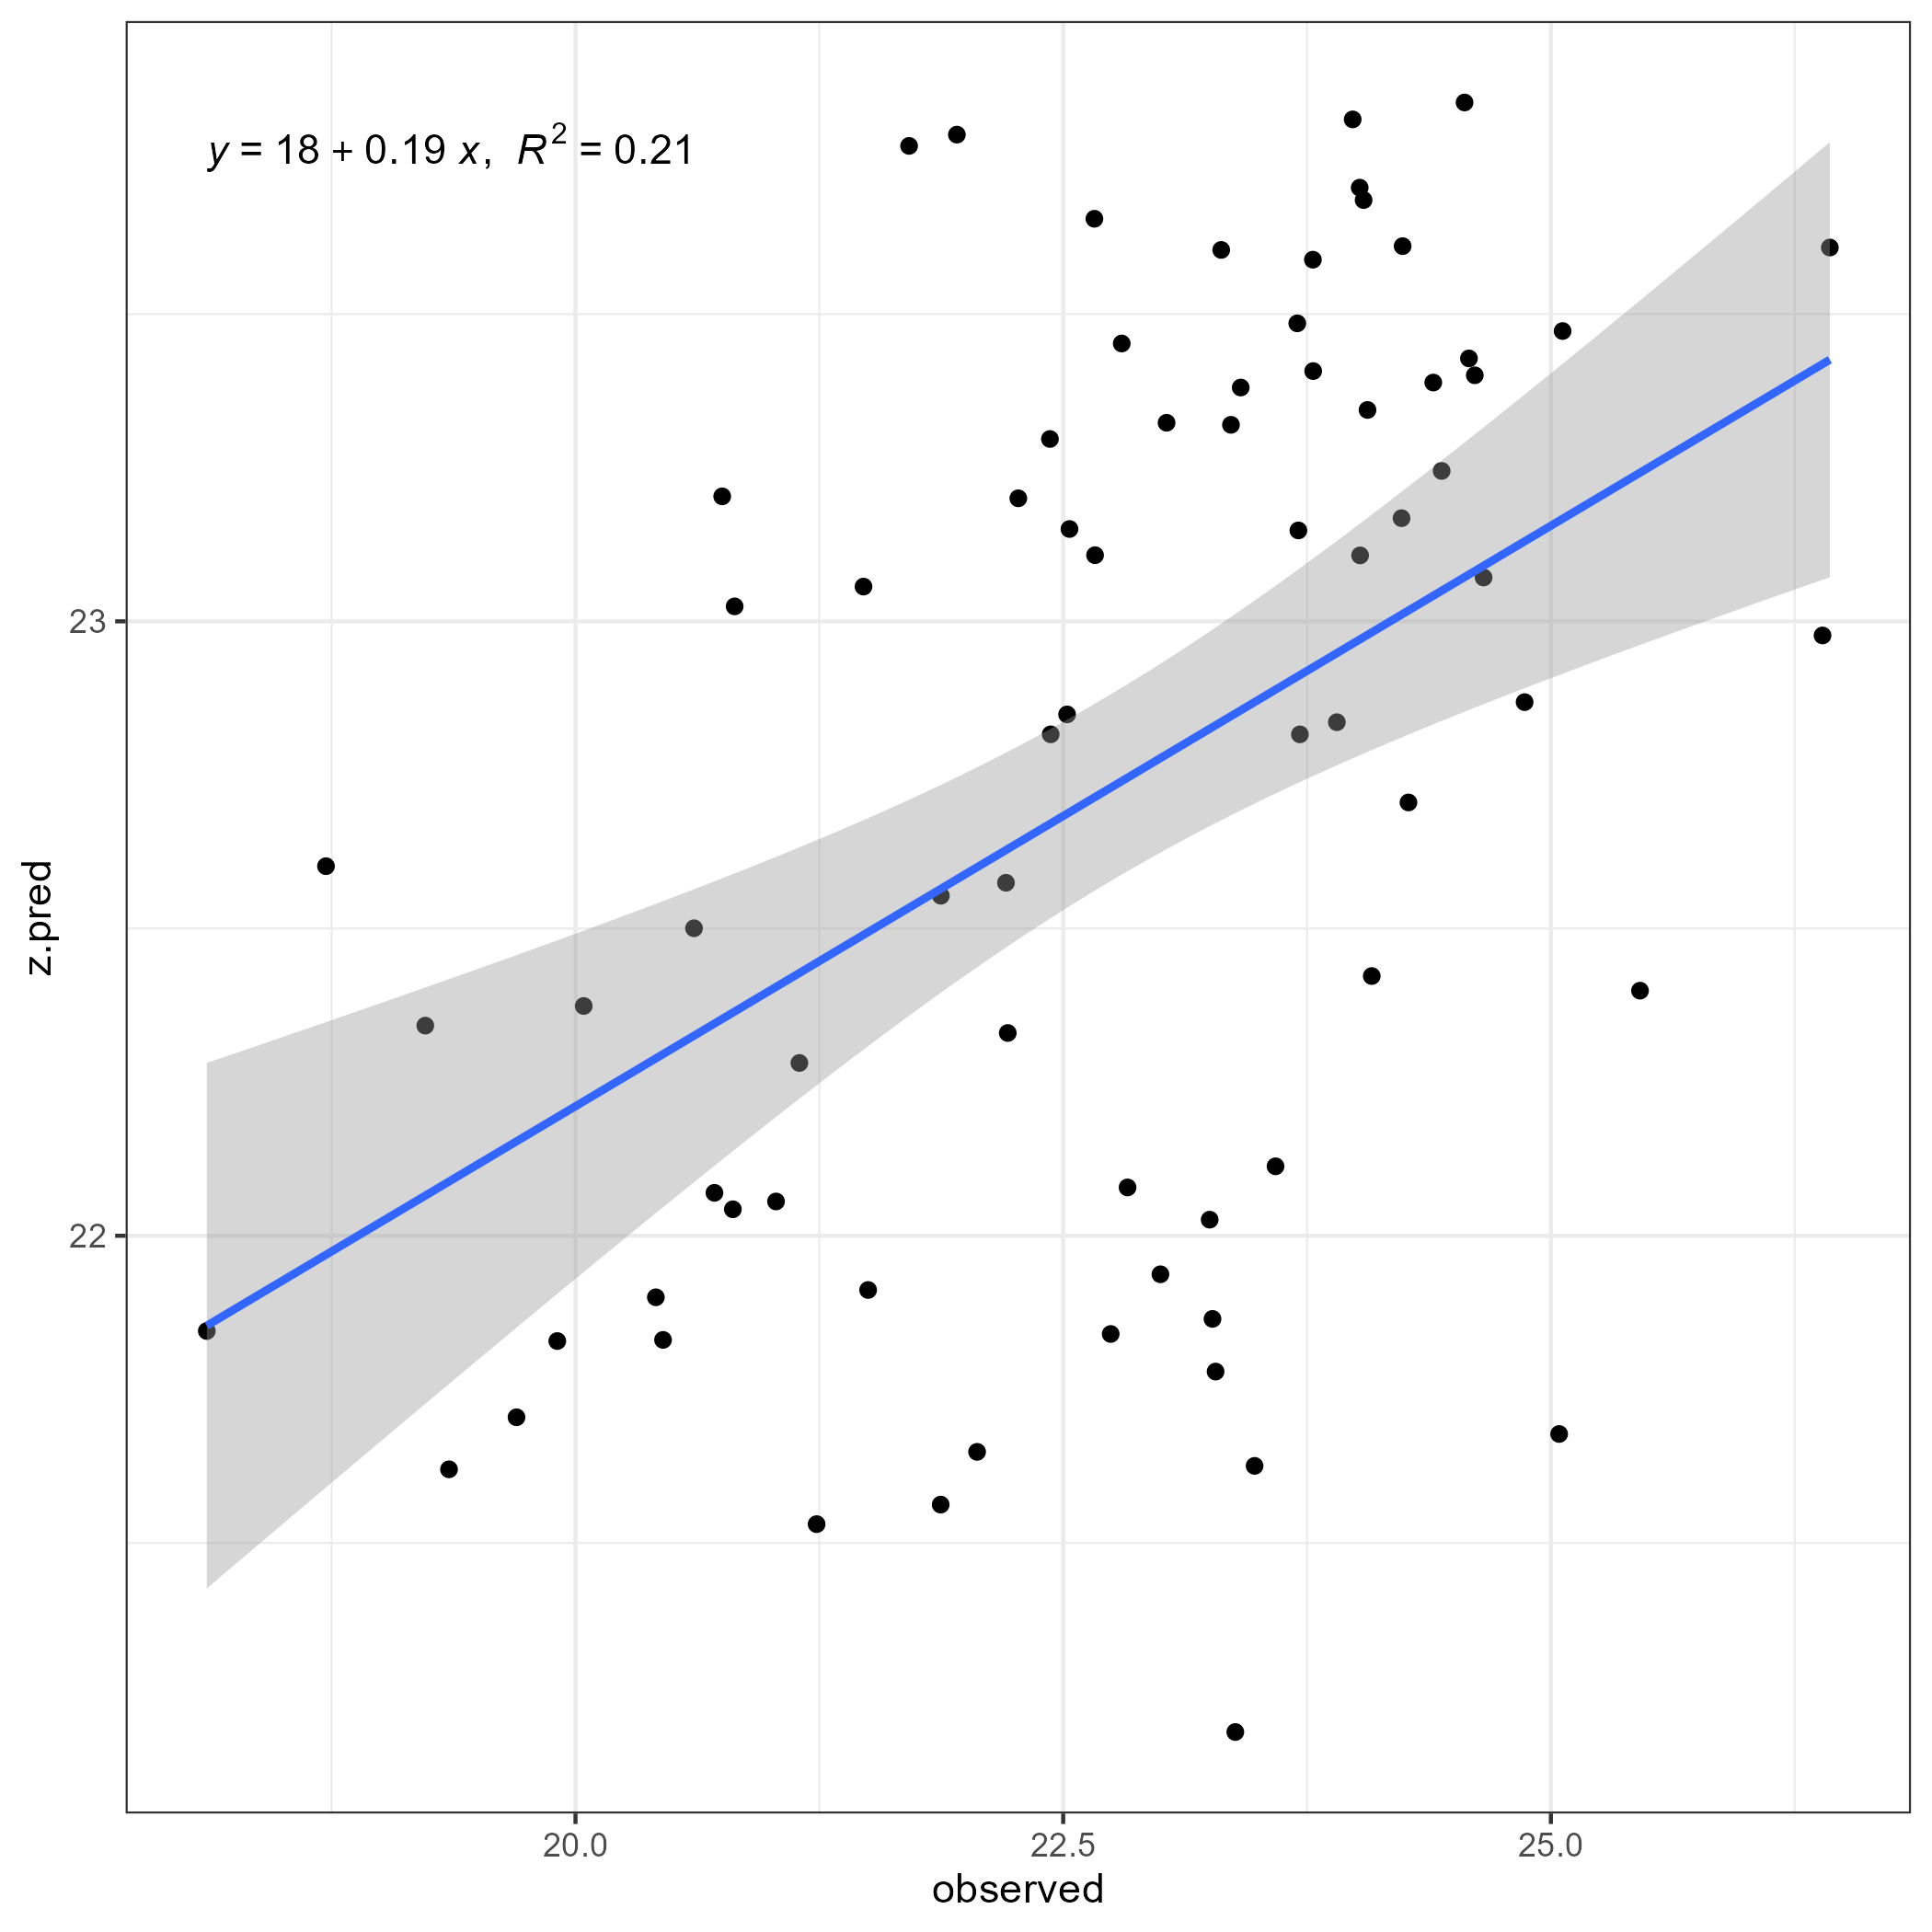 y = 18 + 0.19 x, R² = 0.21
23
22
z.pred
20.0 22.5 25.0
observed